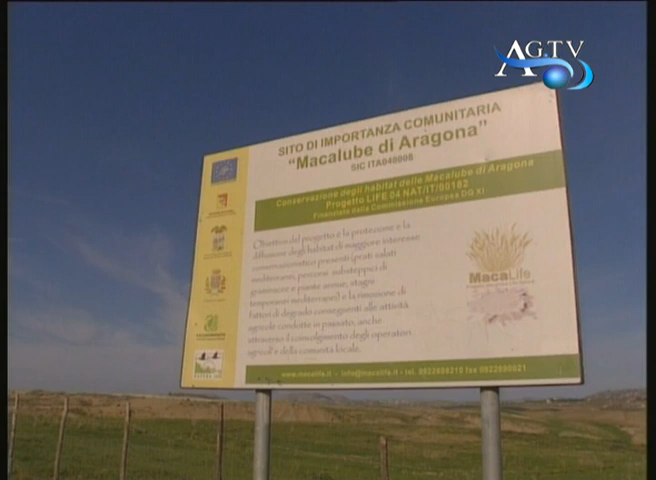 AGTV
SITO DI IMPORTANZA COMUNITARIA
"Macalube di Aragona"
SIC ITA040008
Conservazione degli habitat delle Macalube di Aragona
Progetto LIFE 04 NAT/IT/00182
Finanziato dalla Commissione Europea DG XI
Obiettivo del progetto è la protezione e la
diffusione degli habitat di maggiore interesse
conservazionistico presenti (prati salati
mediterranei, percorsi substeppici di
graminacee e piante annue, stagni
temporanei mediterranei) e la rimozione di
fattori di degrado conseguenti alle attività
agricole condotte in passato, anche
attraverso il coinvolgimento degli operatori
agricoli e della comunità locale.
MacaLife
www.macalife.it - info@macalife.it - tel. 0922699210 fax 0922690021